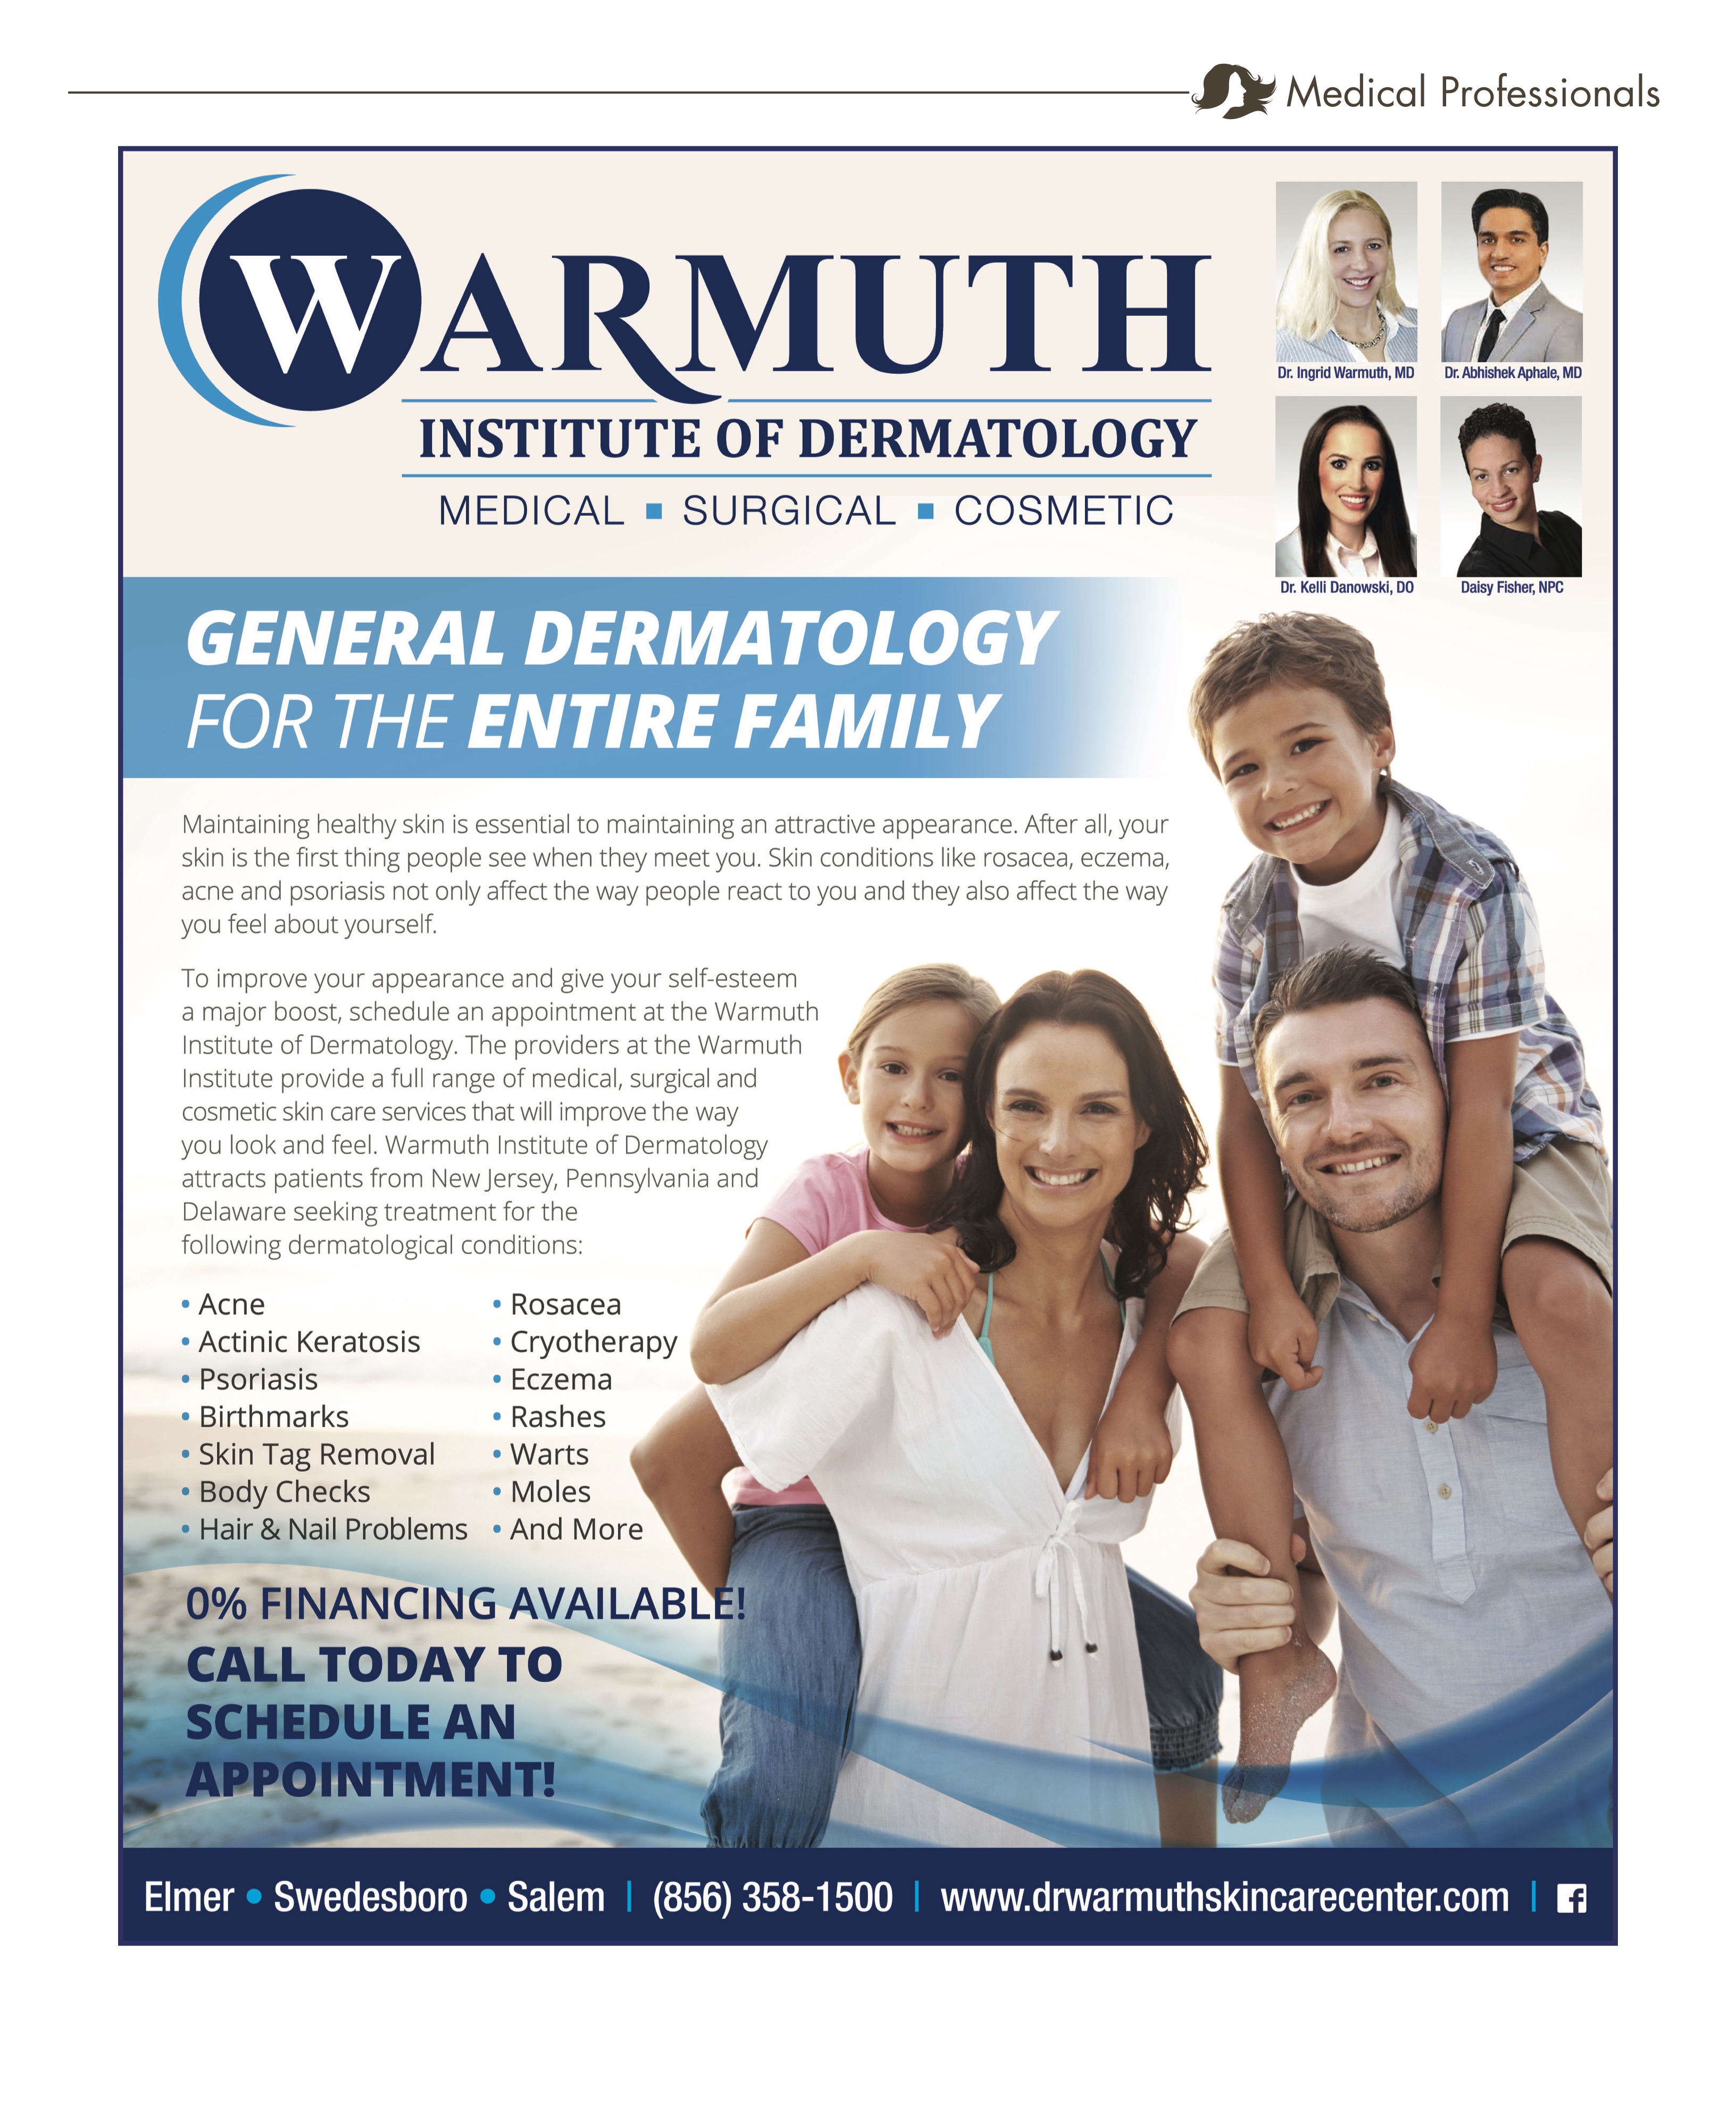 Medical Professionals
WARMUTH
INSTITUTE OF DERMATOLOGY
MEDICAL ▪ SURGICAL ▪ COSMETIC
Dr. Ingrid Warmuth, MD
Dr. Abhishek Aphale, MD
Dr. Kelli Danowski, DO
Daisy Fisher, NPC
GENERAL DERMATOLOGY
FOR THE ENTIRE FAMILY
Maintaining healthy skin is essential to maintaining an attractive appearance. After all, your
skin is the first thing people see when they meet you. Skin conditions like rosacea, eczema,
acne and psoriasis not only affect the way people react to you and they also affect the way
you feel about yourself.
To improve your appearance and give your self-esteem
a major boost, schedule an appointment at the Warmuth
Institute of Dermatology. The providers at the Warmuth
Institute provide a full range of medical, surgical and
cosmetic skin care services that will improve the way
you look and feel. Warmuth Institute of Dermatology
attracts patients from New Jersey, Pennsylvania and
Delaware seeking treatment for the
following dermatological conditions:
• Acne
• Actinic Keratosis
• Psoriasis
• Birthmarks
• Skin Tag Removal
• Body Checks
• Hair & Nail Problems
• Rosacea
• Cryotherapy
• Eczema
• Rashes
• Warts
• Moles
• And More
0% FINANCING AVAILABLE!
CALL TODAY TO
SCHEDULE AN
APPOINTMENT!
Elmer • Swedesboro • Salem | (856) 358-1500 | www.drwarmuthskincarecenter.com | f